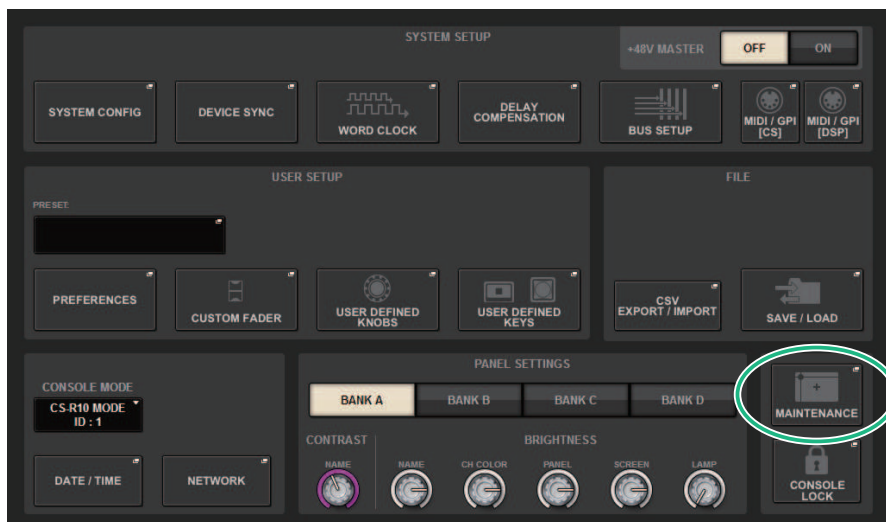 SYSTEM SETUP
+48V MASTER
OFF
ON
SYSTEM CONFIG
DEVICE SYNC
WORD CLOCK
DELAY
COMPENSATION
BUS SETUP
MIDI / GPI
[CS]
MIDI / GPI
[DSP]
USER SETUP
PRESET:
PREFERENCES
CUSTOM FADER
USER DEFINED
KNOBS
USER DEFINED
KEYS
FILE
CSV
EXPORT / IMPORT
SAVE / LOAD
CONSOLE MODE
CS-R10 MODE
ID : 1
DATE / TIME
NETWORK
PANEL SETTINGS
BANK A
BANK B
BANK C
BANK D
CONTRAST
BRIGHTNESS
NAME
NAME
CH COLOR
PANEL
SCREEN
LAMP
MAINTENANCE
CONSOLE
LOCK